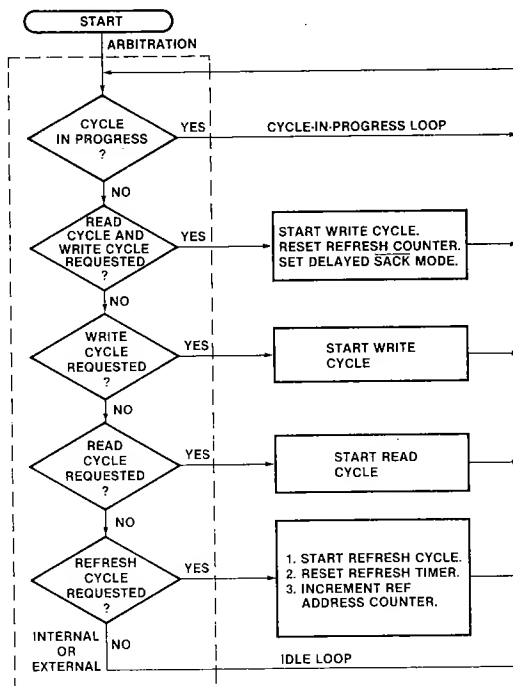 START
ARBITRATION
CYCLE
IN PROGRESS
?
YES
CYCLE-IN-PROGRESS LOOP
NO
READ
CYCLE AND
WRITE CYCLE
REQUESTED
?
YES
START WRITE CYCLE.
RESET REFRESH COUNTER.
SET DELAYED SACK MODE.
NO
WRITE
CYCLE
REQUESTED
?
YES
START WRITE
CYCLE
NO
READ
CYCLE
REQUESTED
?
YES
START READ
CYCLE
NO
REFRESH
CYCLE
REQUESTED
?
YES
1. START REFRESH CYCLE.
2. RESET REFRESH TIMER.
3. INCREMENT REF
ADDRESS COUNTER.
INTERNAL
OR
EXTERNAL
NO
IDLE LOOP